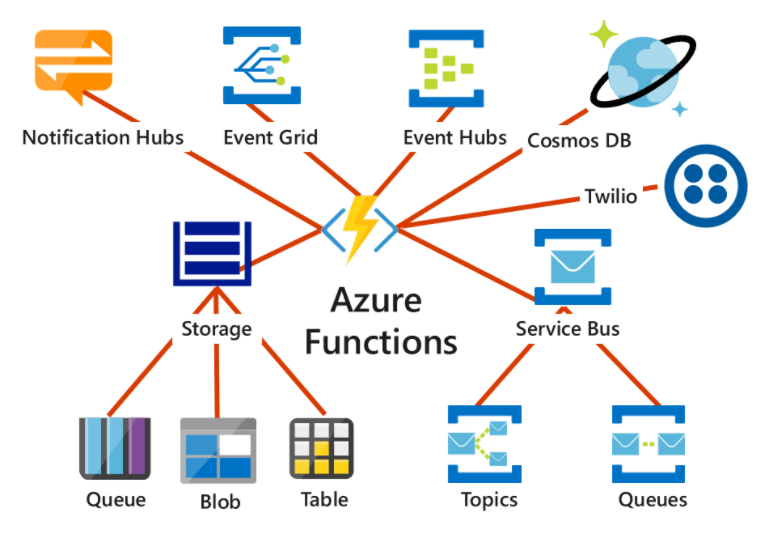 Notification Hubs
Event Grid
Event Hubs
Cosmos DB
Twilio
Azure
Functions
Storage
Service Bus
Queue
Blob
Table
Topics
Queues